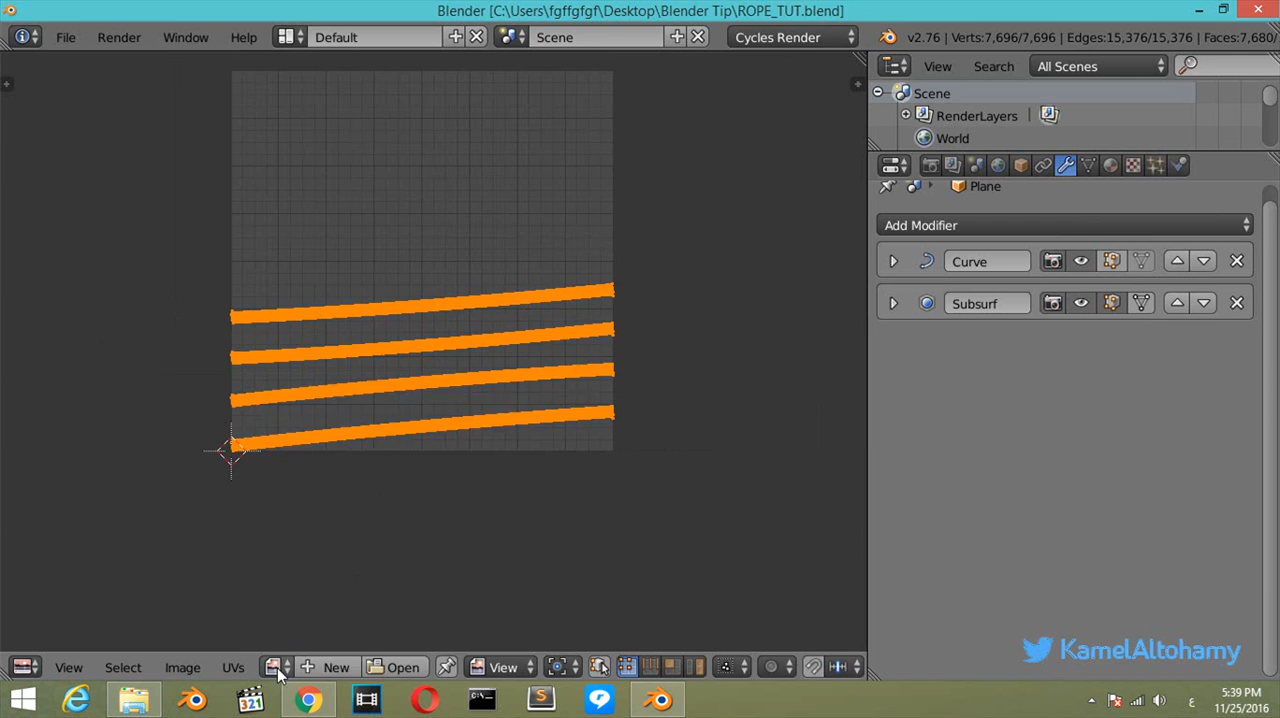 Blender [C:\Users\fgffgfgf\Desktop\Blender Tip\ROPE_TUT.blend]
File Render Window Help Default Scene Cycles Render v2.76 | Verts:7,696/7,696 | Edges:15,376/15,376 | Faces:7,680/
View Search All Scenes
Scene
RenderLayers
World
Plane
Add Modifier
Curve
Subsurf
KamelAltohamy
View Select Image UVs New Open View
321
5:39 PM
ع
11/25/2016